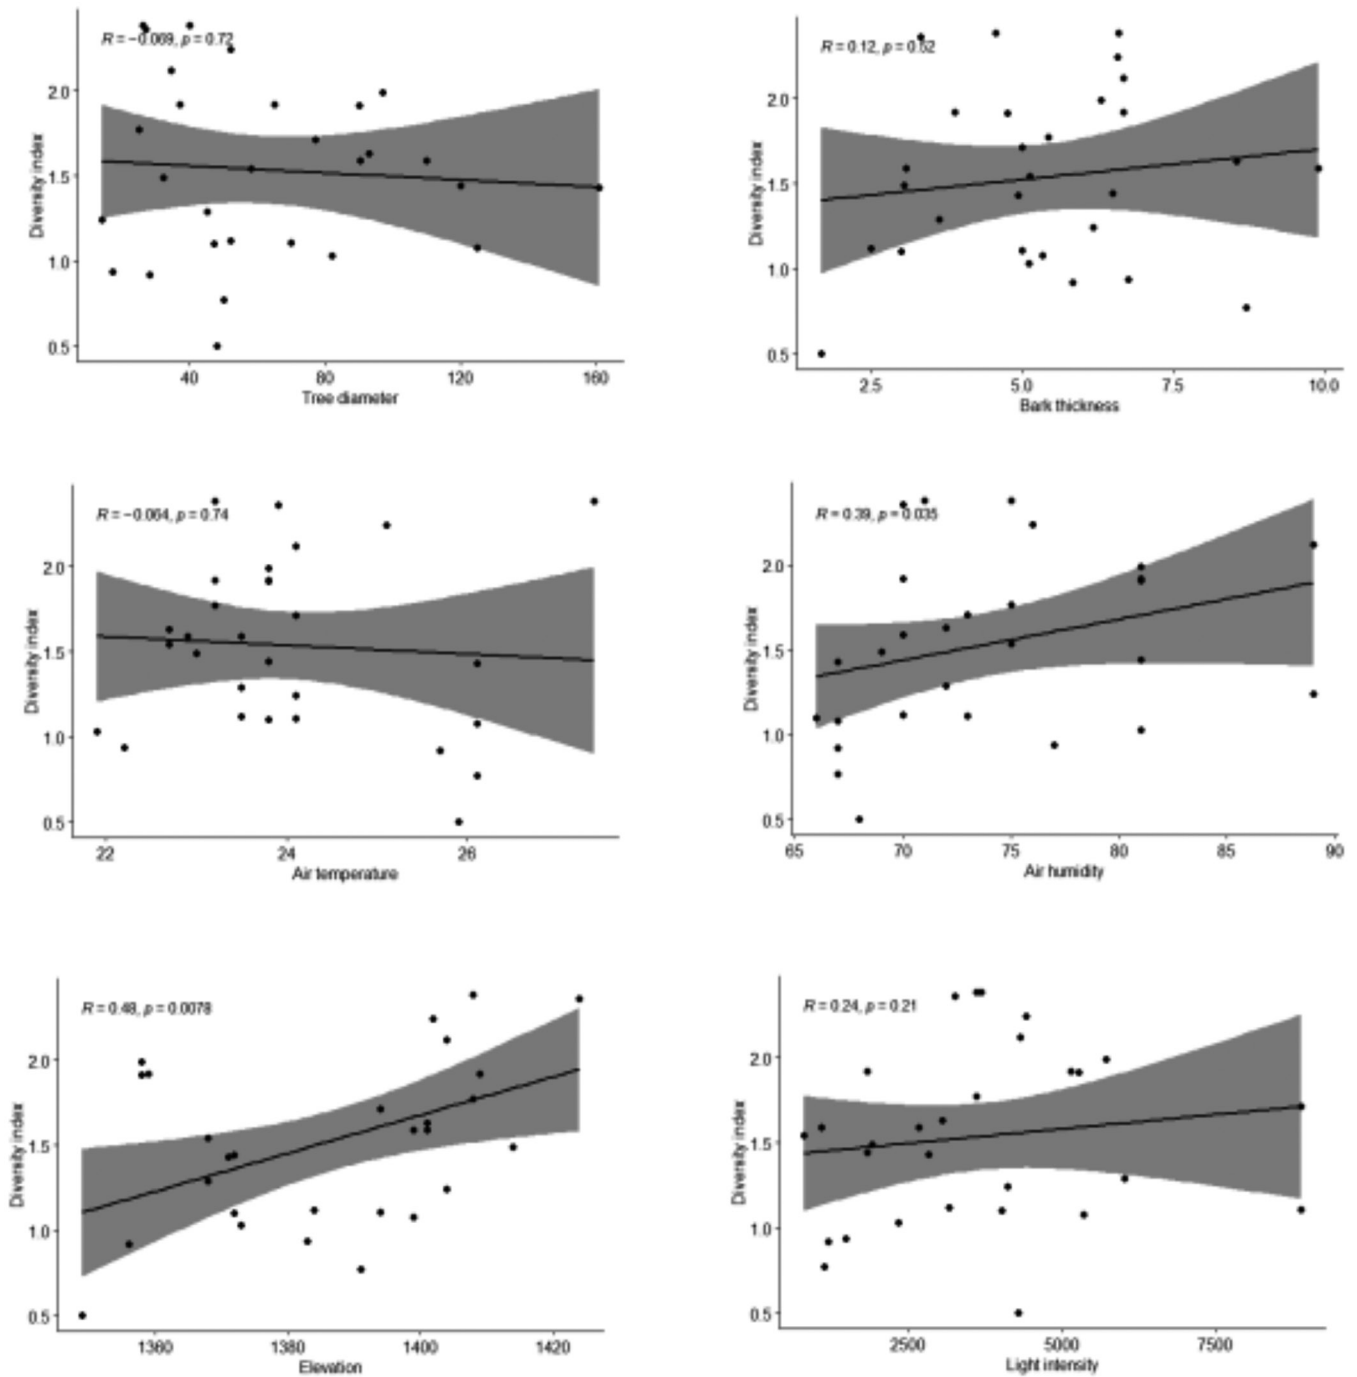 R = −0.069, p = 0.72
2.0
1.5
1.0
0.5
Diversity index
40 80 120 160
Tree diameter
R = 0.12, p = 0.52
2.0
1.5
1.0
0.5
Diversity index
2.5 5.0 7.5 10.0
Bark thickness
R = −0.064, p = 0.74
2.0
1.5
1.0
0.5
Diversity index
22 24 26
Air temperature
R = 0.39, p = 0.035
2.0
1.5
1.0
0.5
Diversity index
65 70 75 80 85 90
Air humidity
R = 0.48, p = 0.0078
2.0
1.5
1.0
0.5
Diversity index
1360 1380 1400 1420
Elevation
R = 0.24, p = 0.21
2.0
1.5
1.0
0.5
Diversity index
2500 5000 7500
Light intensity